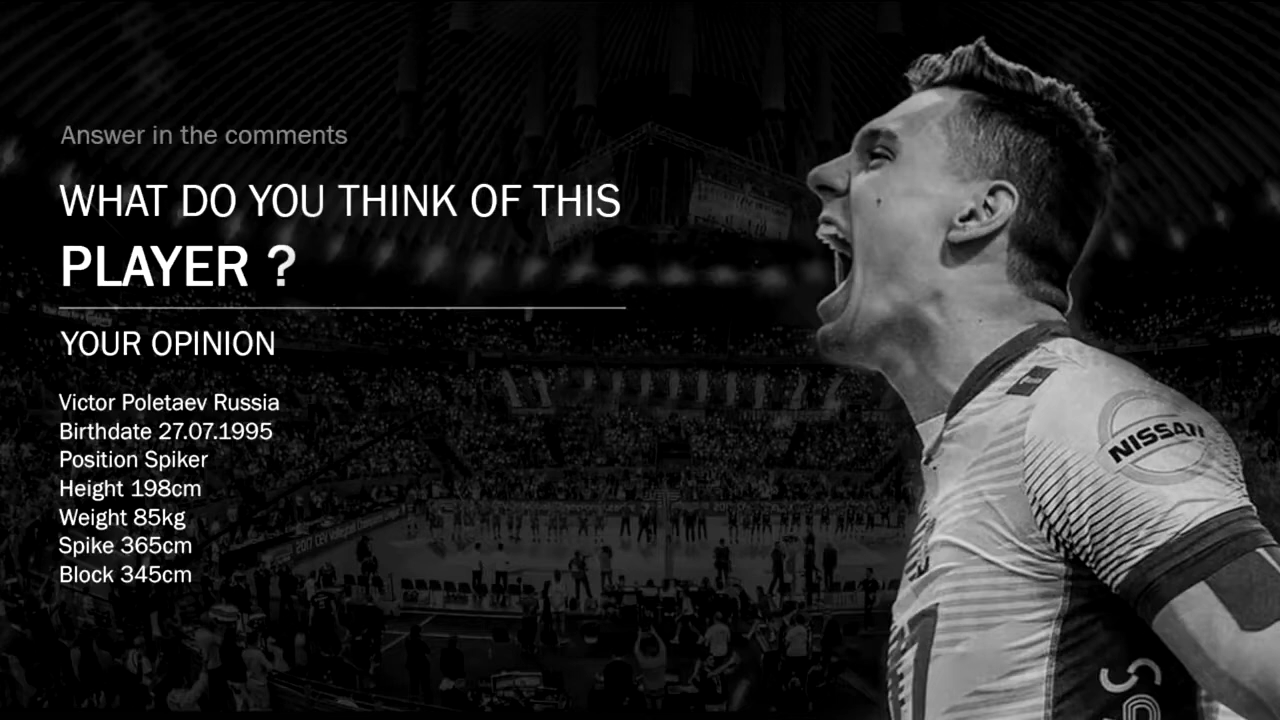 Answer in the comments
WHAT DO YOU THINK OF THIS
PLAYER ?
YOUR OPINION
Victor Poletaev Russia
Birthdate 27.07.1995
Position Spiker
Height 198cm
Weight 85kg
Spike 365cm
Block 345cm
NISSAN